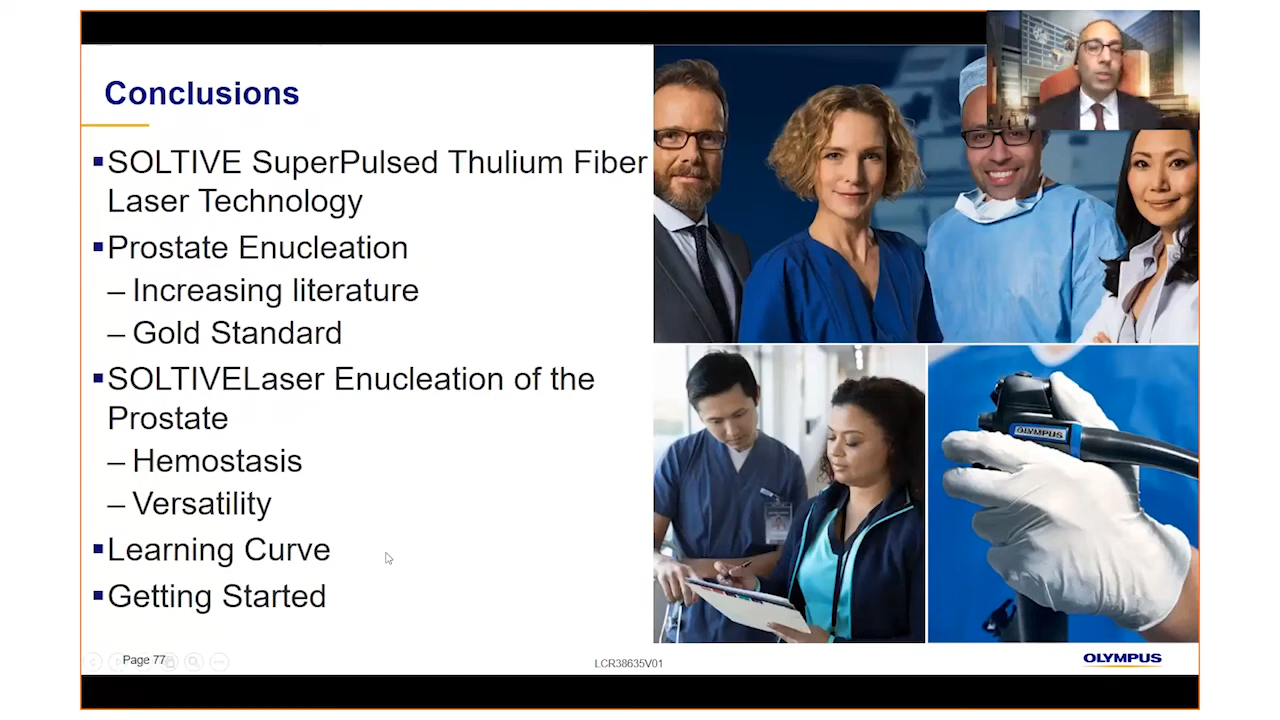 Conclusions
▪SOLTIVE SuperPulsed Thulium Fiber
Laser Technology
▪Prostate Enucleation
– Increasing literature
– Gold Standard
▪SOLTIVELaser Enucleation of the
Prostate
– Hemostasis
– Versatility
▪Learning Curve
▪Getting Started
OLYMPUS
Page 77
LCR38635V01
OLYMPUS